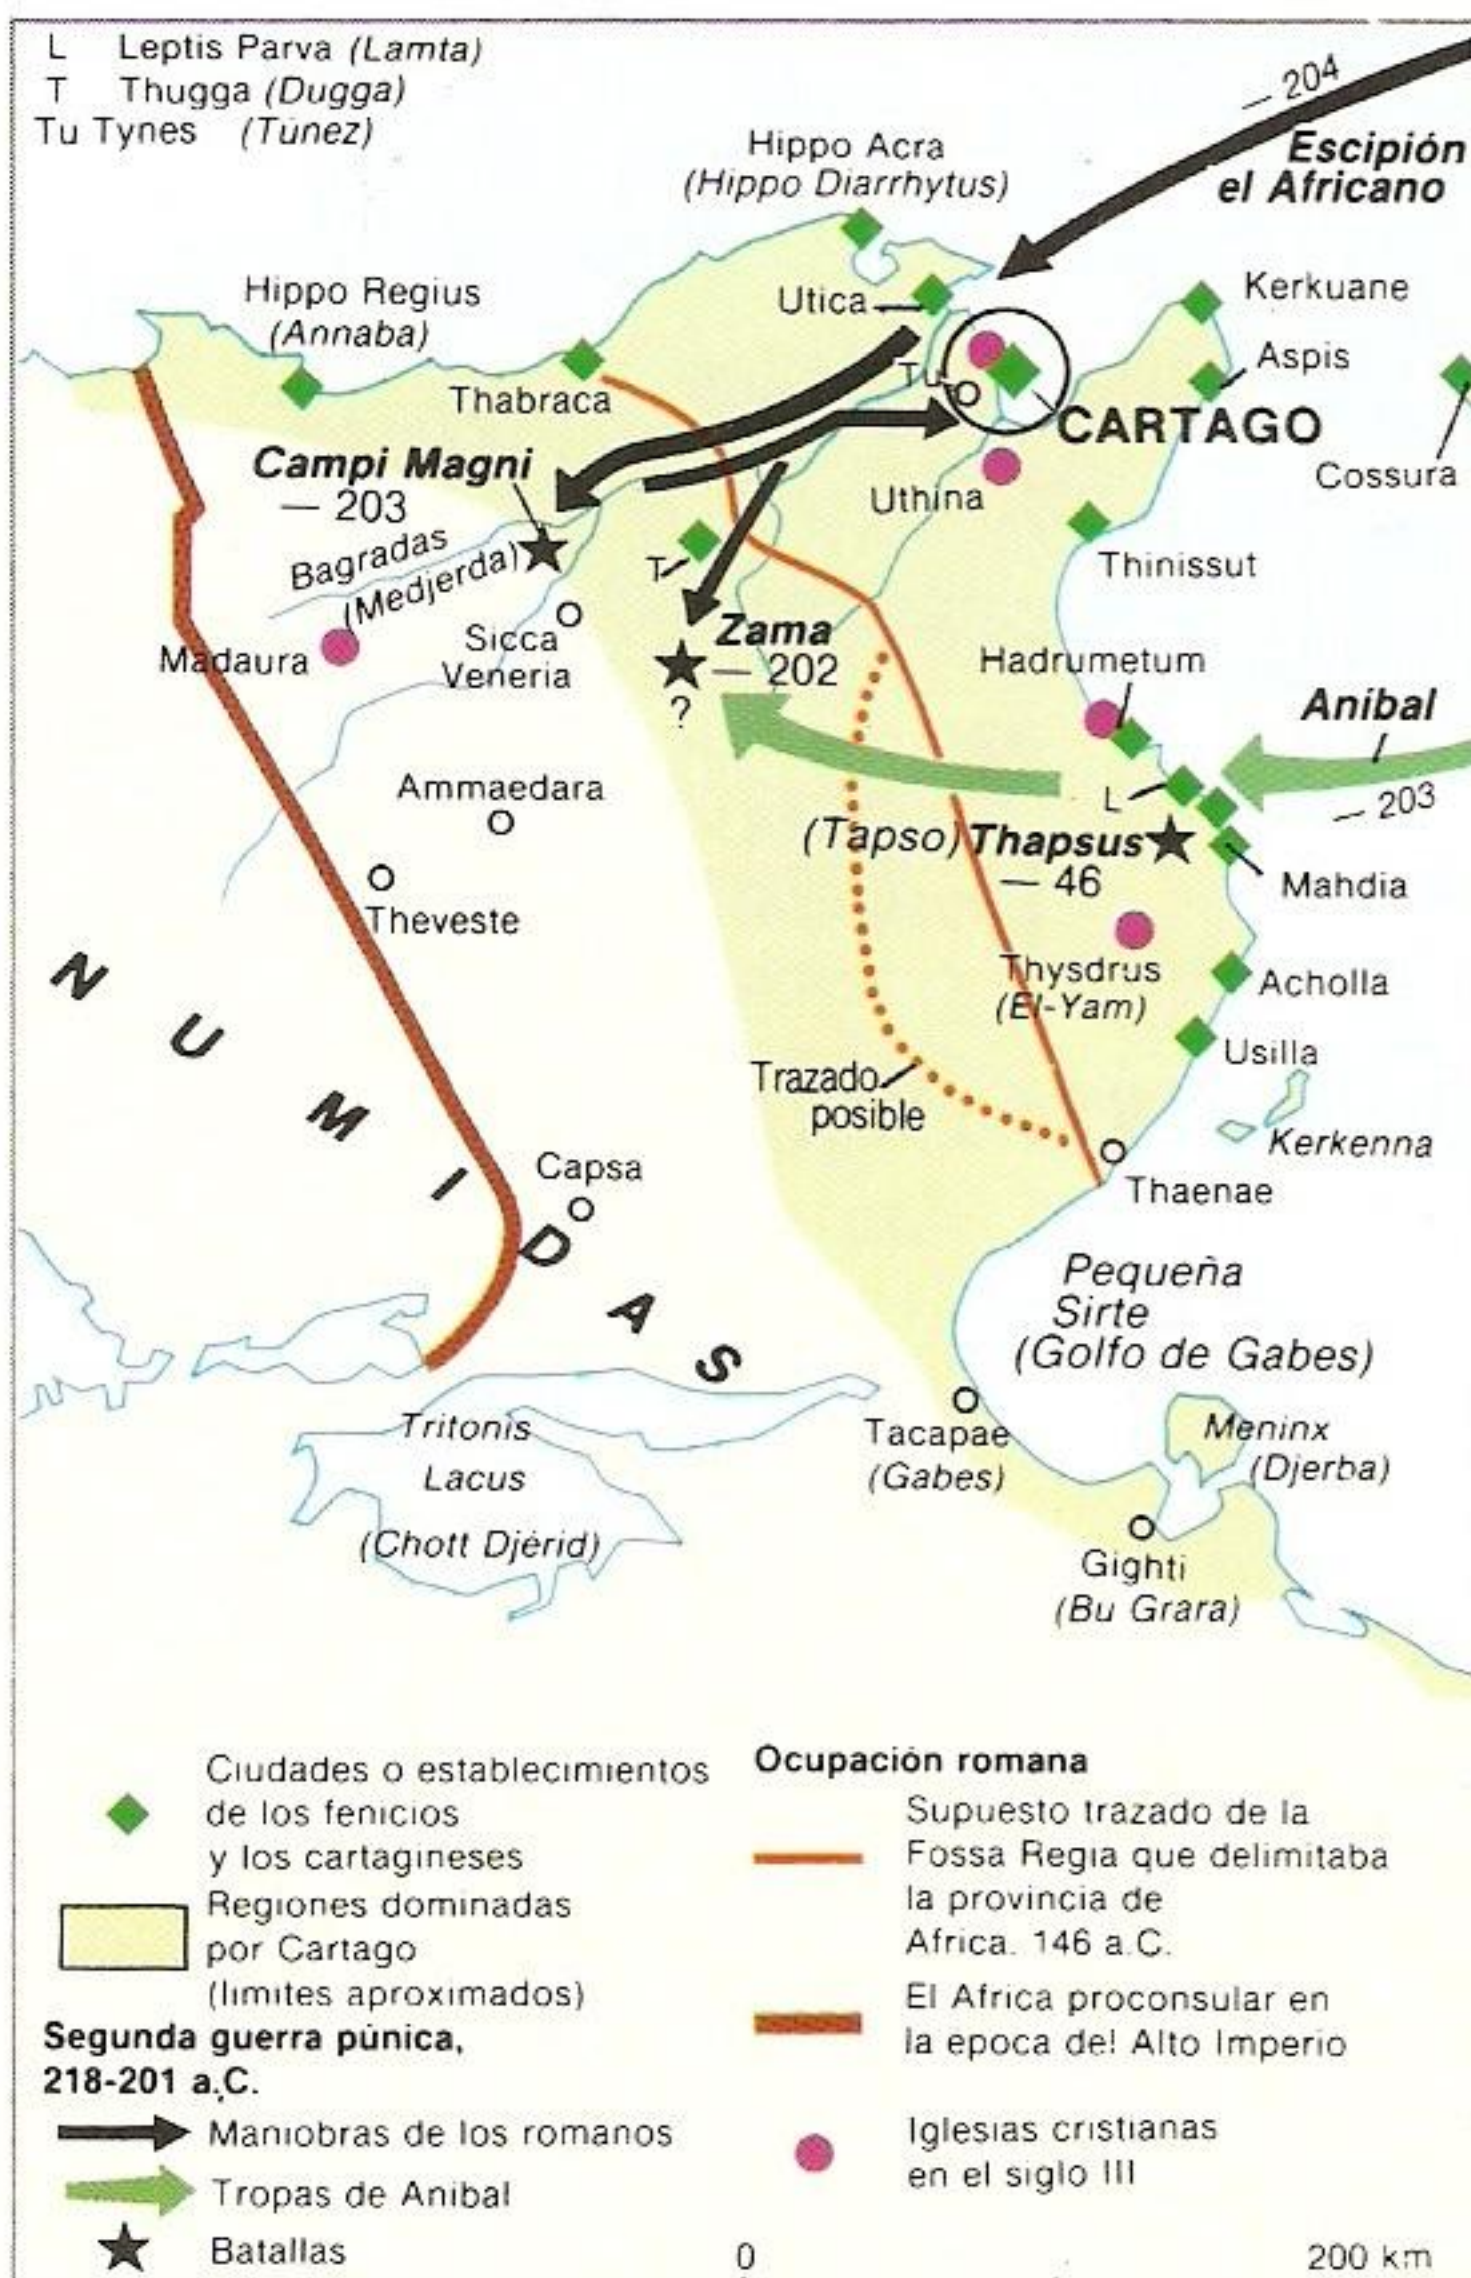 L Leptis Parva (Lamta)
T Thugga (Dugga)
Tu Tynes (Túnez)
— 204
Escipión
el Africano
Hippo Acra
(Hippo Diarrhytus)
Hippo Regius
(Annaba)
Utica
Kerkuane
Aspis
Thabraca
Tu
CARTAGO
Cossura
Campi Magni
— 203
Uthina
Bagradas
(Medjerda)
T
Thinissut
Sicca
Veneria
Zama
— 202
?
Madaura
Hadrumetum
Anibal
— 203
Ammaedara
L
(Tapso) Thapsus
— 46
Mahdia
Theveste
Thysdrus
(El-Yam)
Acholla
Usilla
NUMIDAS
Trazado
posible
Kerkenna
Capsa
Thaenae
Pequeña
Sirte
(Golfo de Gabes)
Tritonis
Lacus
(Chott Djérid)
Tacapae
(Gabes)
Meninx
(Djerba)
Gighti
(Bu Grara)
Ciudades o establecimientos
de los fenicios
y los cartagineses
Regiones dominadas
por Cartago
(limites aproximados)
Segunda guerra púnica,
218-201 a.C.
Maniobras de los romanos
Tropas de Anibal
Batallas
Ocupación romana
Supuesto trazado de la
Fossa Regia que delimitaba
la provincia de
Africa. 146 a.C.
El Africa proconsular en
la época del Alto Imperio
Iglesias cristianas
en el siglo III
0 200 km